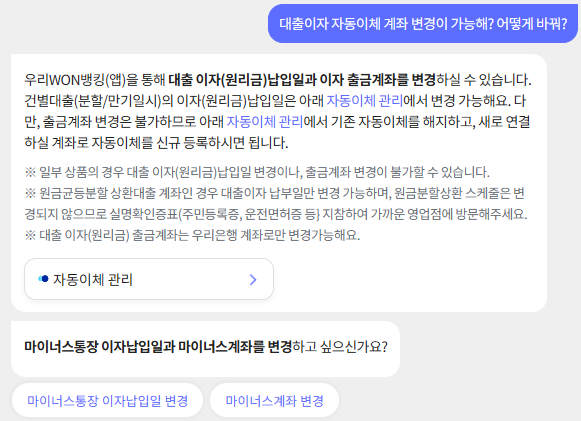 대출이자 자동이체 계좌 변경이 가능해? 어떻게 바꿔?
우리WON뱅킹(앱)을 통해 대출 이자(원리금)납입일과 이자 출금계좌를 변경하실 수 있습니다.
건별대출(분할/만기일시)의 이자(원리금)납입일은 아래 자동이체 관리에서 변경 가능해요. 다
만, 출금계좌 변경은 불가하므로 아래 자동이체 관리에서 기존 자동이체를 해지하고, 새로 연결
하실 계좌로 자동이체를 신규 등록하시면 됩니다.
※ 일부 상품의 경우 대출 이자(원리금)납입일 변경이나, 출금계좌 변경이 불가할 수 있습니다.
※ 원금균등분할 상환대출 계좌인 경우 대출이자 납부일만 변경 가능하며, 원금분할상환 스케줄은 변
경되지 않으므로 실명확인증표(주민등록증, 운전면허증 등} 지참하여 가까운 영업점에 방문해주세요.
※ 대출 이자(원리금) 출금계좌는 우리은행 계좌로만 변경가능해요.
자동이체 관리
마이너스통장 이자납입일과 마이너스계좌를 변경하고 싶으신가요?
마이너스통장 이자납입일 변경 마이너스계좌 변경